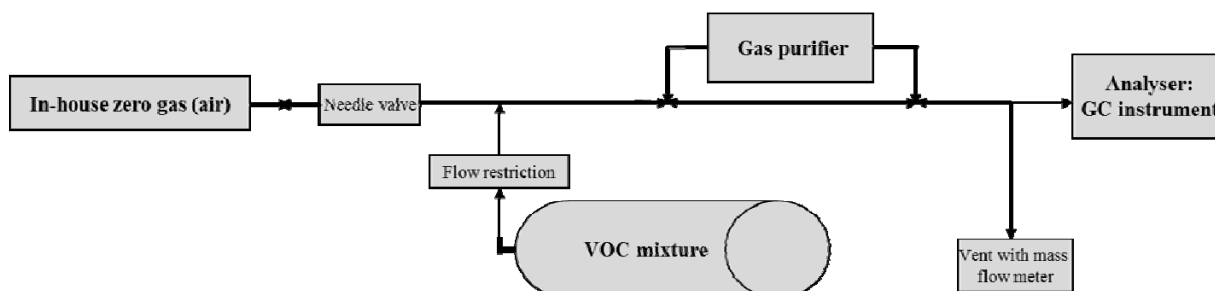 Gas purifier
In-house zero gas (air)
Needle valve
Analyser:
GC instrument
Flow restriction
VOC mixture
Vent with mass
flow meter